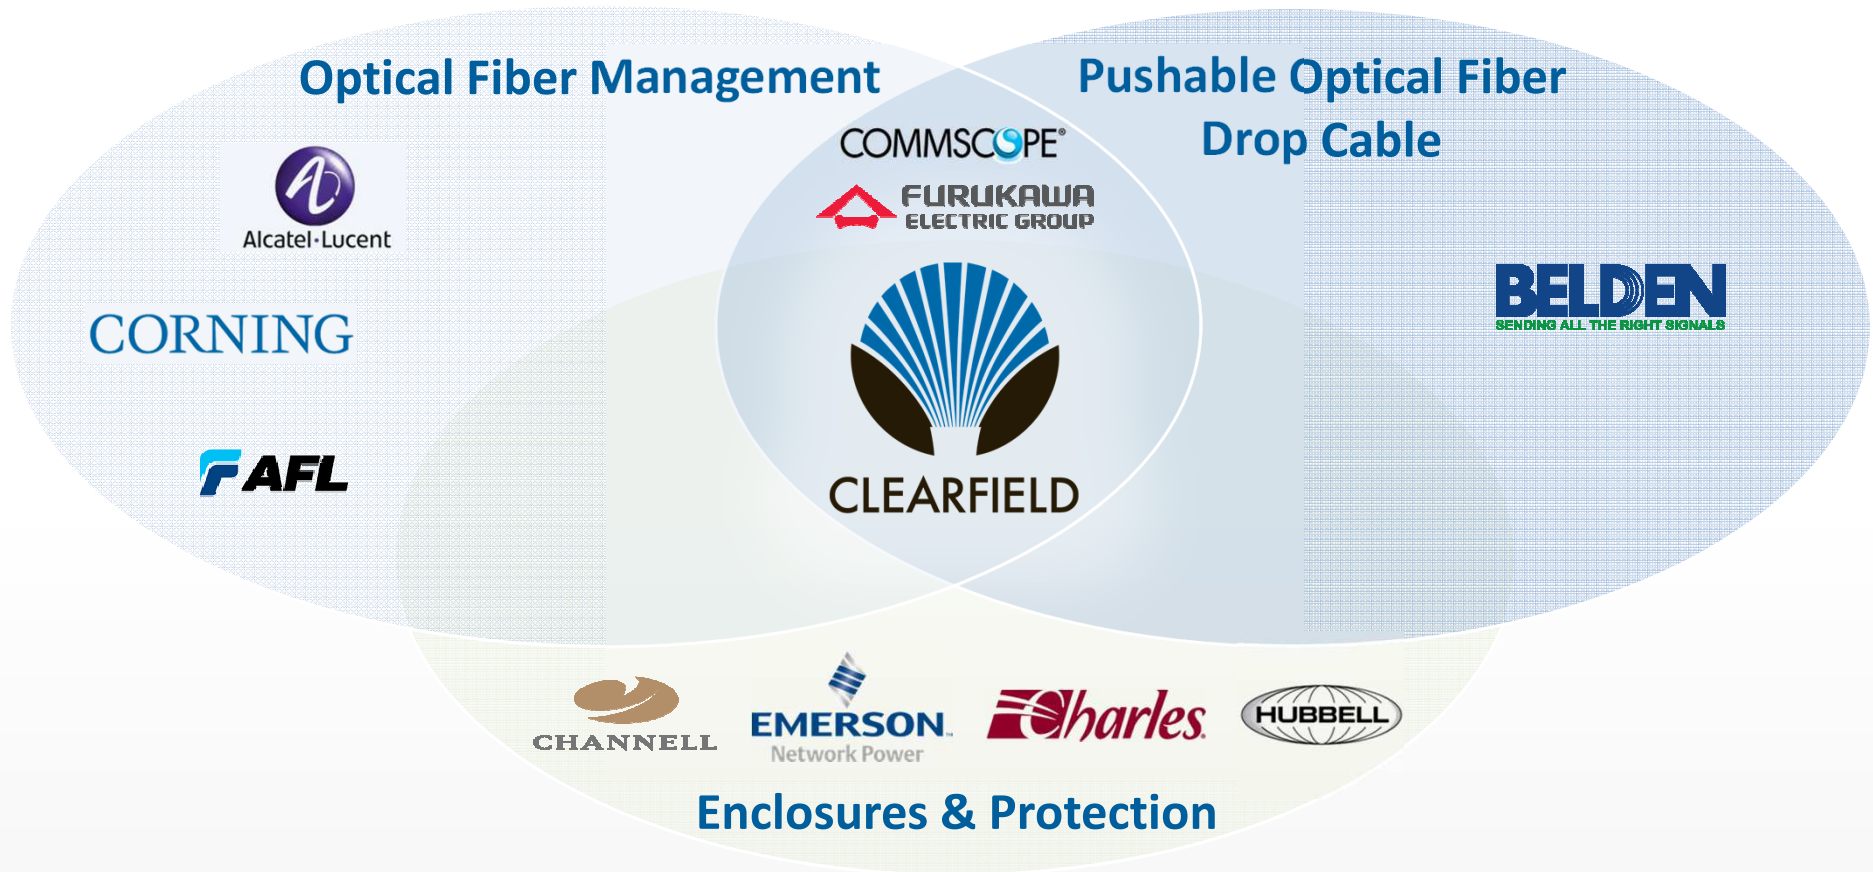 Optical Fiber Management
Pushable Optical Fiber
Drop Cable
COMMSCOPE®
FURUKAWA
ELECTRIC GROUP
Alcatel·Lucent
CORNING
BELDEN
SENDING ALL THE RIGHT SIGNALS
AFL
CLEARFIELD
CHANNELL
EMERSON™
Network Power
Charles
HUBBELL
Enclosures & Protection